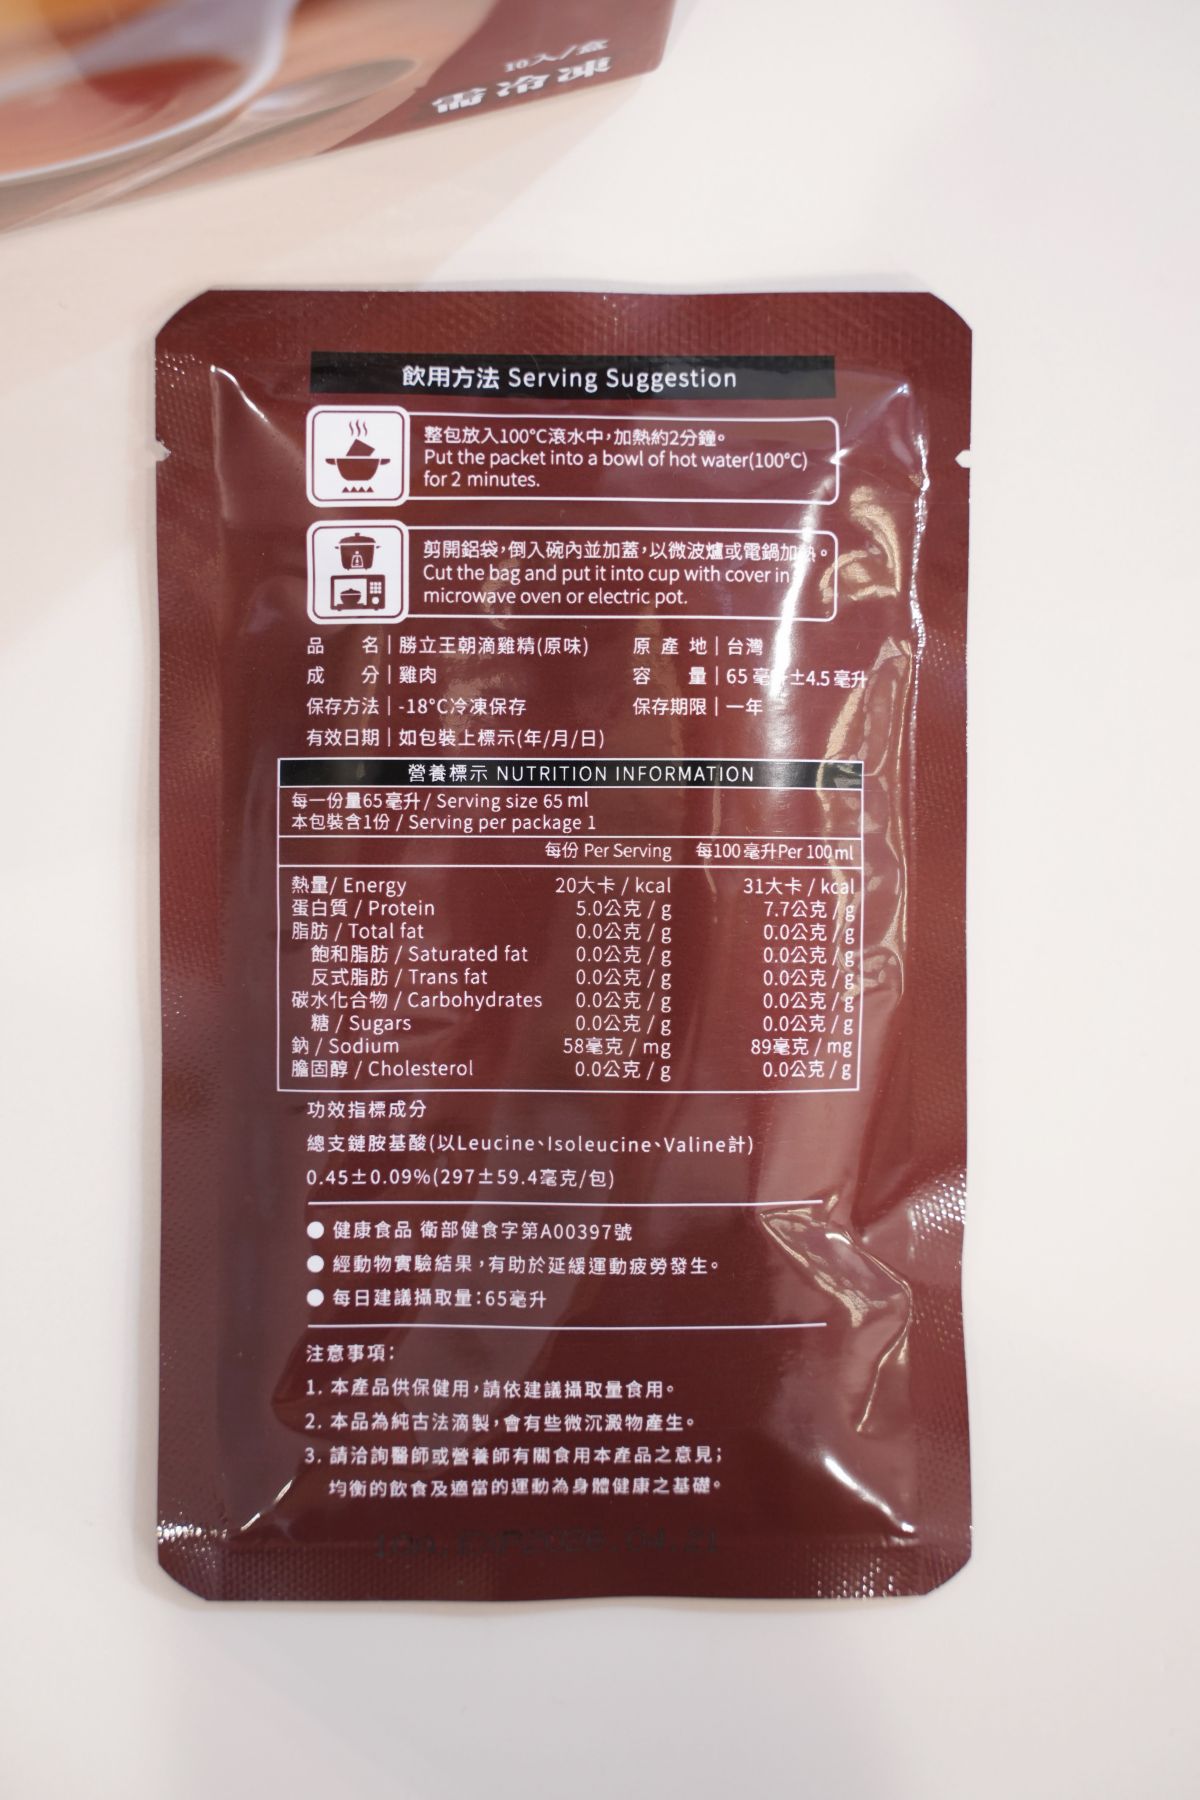 10入/盒
需冷凍
飲用方法 Serving Suggestion
整包放入100°C滾水中，加熱約2分鐘。
Put the packet into a bowl of hot water(100°C)
for 2 minutes.
剪開鋁袋，倒入碗內並加蓋，以微波爐或電鍋加熱。
Cut the bag and put it into cup with cover in
microwave oven or electric pot.
品名｜勝立王朝滴雞精(原味) 原產地｜台灣
成分｜雞肉 容量｜65毫升±4.5毫升
保存方法｜-18°C冷凍保存 保存期限｜一年
有效日期｜如包裝上標示(年/月/日)
營養標示 NUTRITION INFORMATION
每一份量65毫升/ Serving size 65 ml
本包裝含1份 / Serving per package 1
每份 Per Serving 每100毫升Per 100ml
熱量/ Energy 20大卡 / kcal 31大卡 / kcal
蛋白質 / Protein 5.0公克 / g 7.7公克 / g
脂肪 / Total fat 0.0公克 / g 0.0公克 / g
飽和脂肪 / Saturated fat 0.0公克 / g 0.0公克 / g
反式脂肪 / Trans fat 0.0公克 / g 0.0公克 / g
碳水化合物 / Carbohydrates 0.0公克 / g 0.0公克 / g
糖 / Sugars 0.0公克 / g 0.0公克 / g
鈉 / Sodium 58毫克 / mg 89毫克 / mg
膽固醇 / Cholesterol 0.0公克 / g 0.0公克 / g
功效指標成分
總支鏈胺基酸(以Leucine、Isoleucine、Valine計)
0.45±0.09%(297±59.4毫克/包)
● 健康食品 衛部健食字第A00397號
● 經動物實驗結果，有助於延緩運動疲勞發生。
● 每日建議攝取量：65毫升
注意事項：
1. 本產品供保健用，請依建議攝取量食用。
2. 本品為純古法滴製，會有些微沉澱物產生。
3. 請洽詢醫師或營養師有關食用本產品之意見；
均衡的飲食及適當的運動為身體健康之基礎。
EXP2026.04.21